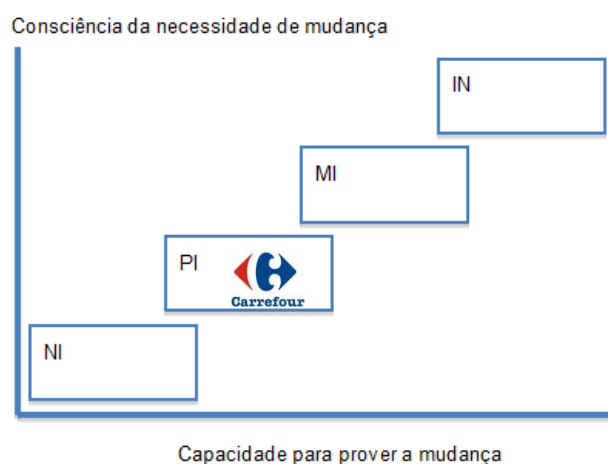 Consciência da necessidade de mudança
IN
MI
PI
Carrefour
NI
Capacidade para prover a mudança